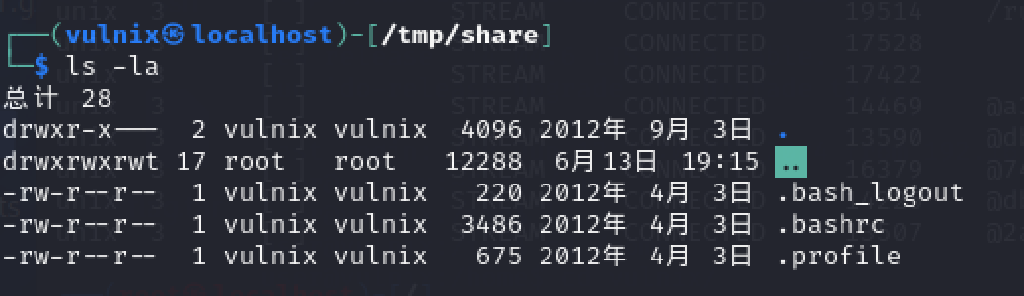 ┌──(vulnix㉿localhost)-[/tmp/share]
└─$ ls -la
总计 28
drwxr-x--- 2 vulnix vulnix 4096 2012年 9月 3日 .
drwxrwxrwt 17 root root 12288 6月 13日 19:15 ..
-rw-r--r-- 1 vulnix vulnix 220 2012年 4月 3日 .bash_logout
-rw-r--r-- 1 vulnix vulnix 3486 2012年 4月 3日 .bashrc
-rw-r--r-- 1 vulnix vulnix 675 2012年 4月 3日 .profile